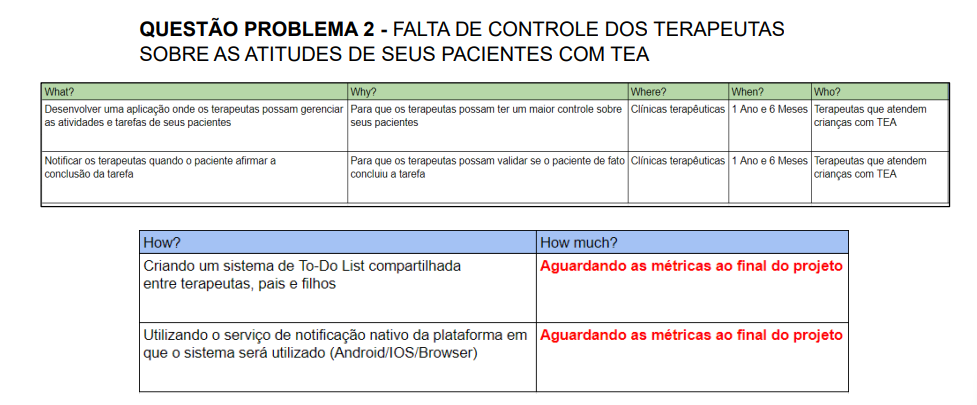 QUESTÃO PROBLEMA 2 - FALTA DE CONTROLE DOS TERAPEUTAS
SOBRE AS ATITUDES DE SEUS PACIENTES COM TEA
What? Why? Where? When? Who?
Desenvolver uma aplicação onde os terapeutas possam gerenciar Para que os terapeutas possam ter um maior controle sobre Clínicas terapêuticas 1 Ano e 6 Meses Terapeutas que atendem
as atividades e tarefas de seus pacientes seus pacientes crianças com TEA
Notificar os terapeutas quando o paciente afirmar a Para que os terapeutas possam validar se o paciente de fato Clínicas terapêuticas 1 Ano e 6 Meses Terapeutas que atendem
conclusão da tarefa concluiu a tarefa crianças com TEA
How? How much?
Criando um sistema de To-Do List compartilhada Aguardando as métricas ao final do projeto
entre terapeutas, pais e filhos
Utilizando o serviço de notificação nativo da plataforma em Aguardando as métricas ao final do projeto
que o sistema será utilizado (Android/IOS/Browser)